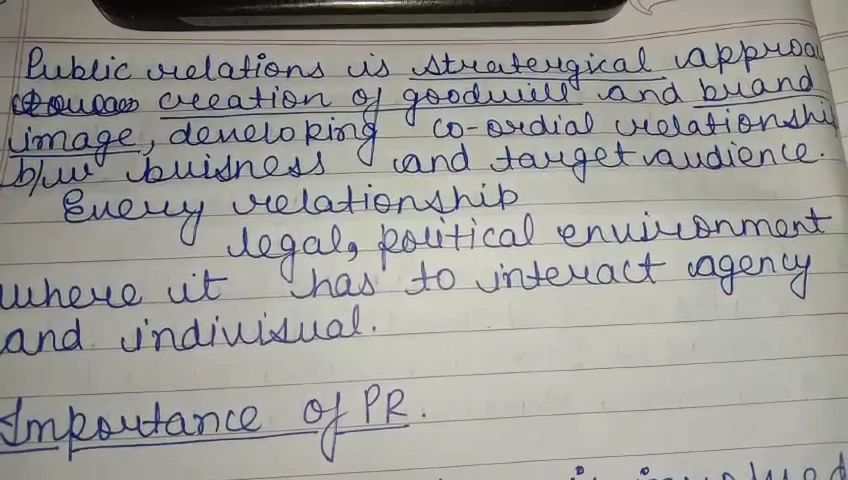 Public relations is stratergical approa
creation of goodwill and brand
image, developing co-ordial relationshi
b/w buisness and target audience.
Every relationship
legal, political environment
where it has to interact agency
and indivisual.
Importance of PR.